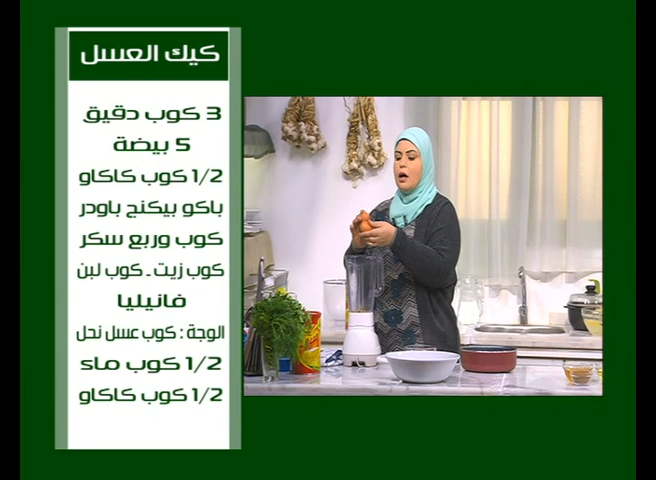 كيك العسل
3 كوب دقيق
5 بيضة
1/2 كوب كاكاو
باكو بيكنج باودر
كوب وربع سكر
كوب زيت - كوب لبن
فانيليا
الوجة : كوب عسل نحل
1/2 كوب ماء
1/2 كوب كاكاو